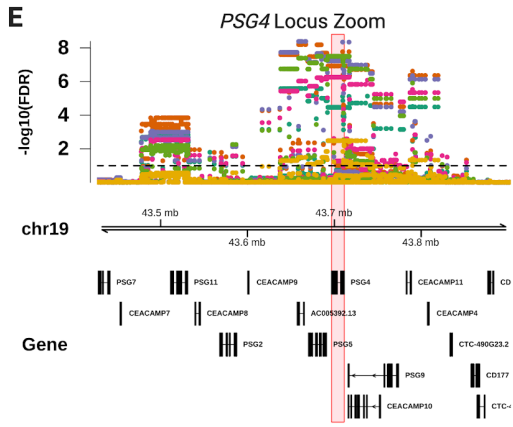 E
PSG4 Locus Zoom
8
6
4
2
-log10(FDR)
43.5 mb 43.7 mb
chr19
43.6 mb 43.8 mb
PSG7 PSG11 CEACAMP9 PSG4 CEACAMP11 CD
CEACAMP7 CEACAMP8 AC005392.13 CEACAMP4
Gene
PSG2 PSG5 CTC-490G23.2
PSG9 CD177
CEACAMP10 CTC-